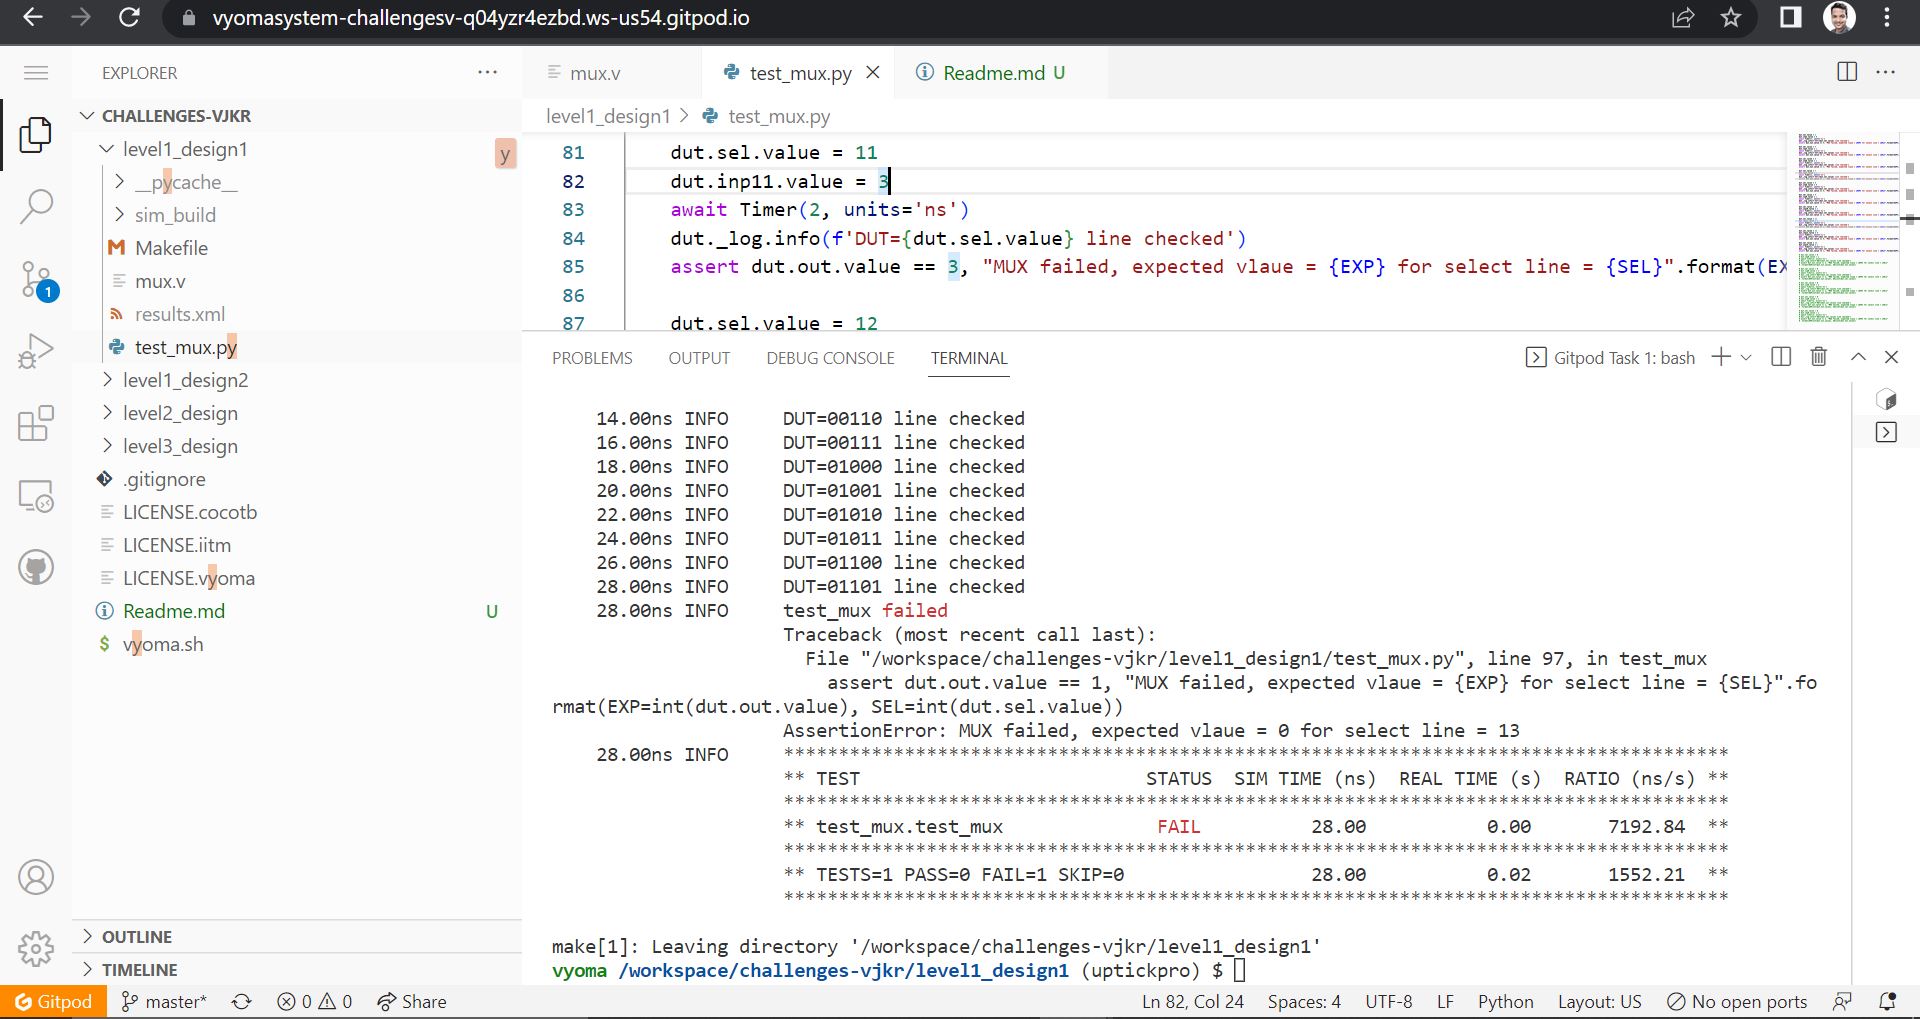 vyomasystem-challengesv-q04yzr4ezbd.ws-us54.gitpod.io
EXPLORER
mux.v
test_mux.py
Readme.md U
CHALLENGES-VJKR
level1_design1
y
__pycache__
sim_build
Makefile
mux.v
results.xml
test_mux.py
level1_design2
level2_design
level3_design
.gitignore
LICENSE.cocotb
LICENSE.iitm
LICENSE.vyoma
Readme.md U
vyoma.sh
OUTLINE
TIMELINE
1
level1_design1 > test_mux.py
81 dut.sel.value = 11
82 dut.inp11.value = 3
83 await Timer(2, units='ns')
84 dut._log.info(f'DUT={dut.sel.value} line checked')
85 assert dut.out.value == 3, "MUX failed, expected vlaue = {EXP} for select line = {SEL}".format(EX
86
87 dut.sel.value = 12
PROBLEMS OUTPUT DEBUG CONSOLE TERMINAL
Gitpod Task 1: bash
14.00ns INFO DUT=00110 line checked
16.00ns INFO DUT=00111 line checked
18.00ns INFO DUT=01000 line checked
20.00ns INFO DUT=01001 line checked
22.00ns INFO DUT=01010 line checked
24.00ns INFO DUT=01011 line checked
26.00ns INFO DUT=01100 line checked
28.00ns INFO DUT=01101 line checked
28.00ns INFO test_mux failed
Traceback (most recent call last):
File "/workspace/challenges-vjkr/level1_design1/test_mux.py", line 97, in test_mux
assert dut.out.value == 1, "MUX failed, expected vlaue = {EXP} for select line = {SEL}".fo
rmat(EXP=int(dut.out.value), SEL=int(dut.sel.value))
AssertionError: MUX failed, expected vlaue = 0 for select line = 13
28.00ns INFO **************************************************************************************
** TEST STATUS SIM TIME (ns) REAL TIME (s) RATIO (ns/s) **
**************************************************************************************
** test_mux.test_mux FAIL 28.00 0.00 7192.84 **
**************************************************************************************
** TESTS=1 PASS=0 FAIL=1 SKIP=0 28.00 0.02 1552.21 **
**************************************************************************************
make[1]: Leaving directory '/workspace/challenges-vjkr/level1_design1'
vyoma /workspace/challenges-vjkr/level1_design1 (uptickpro) $
Gitpod master* 0 0 Share Ln 82, Col 24 Spaces: 4 UTF-8 LF Python Layout: US No open ports